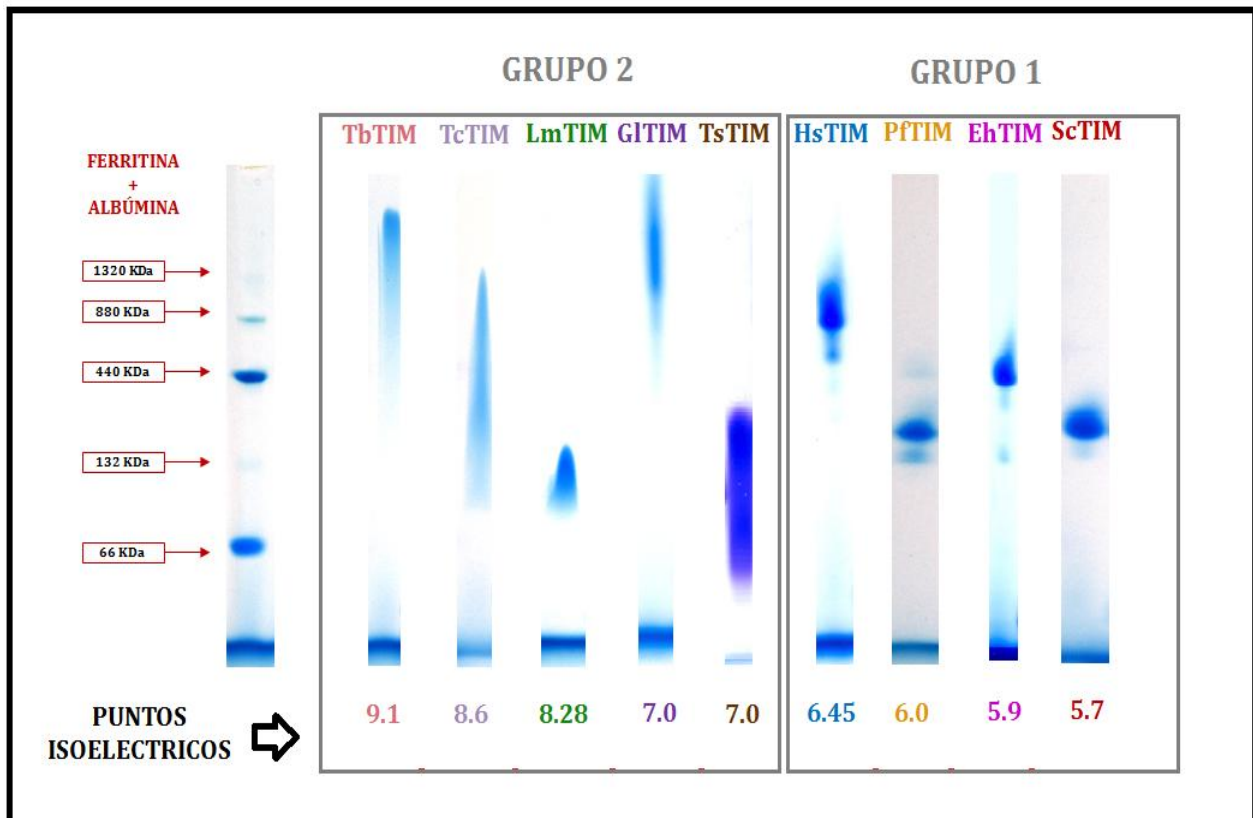 GRUPO 2
GRUPO 1
TbTIM TcTIM LmTIM GlTIM TsTIM
HsTIM PfTIM EhTIM ScTIM
FERRITINA
+
ALBÚMINA
1320 KDa
880 KDa
440 KDa
132 KDa
66 KDa
PUNTOS
ISOELECTRICOS
9.1 8.6 8.28 7.0 7.0
6.45 6.0 5.9 5.7